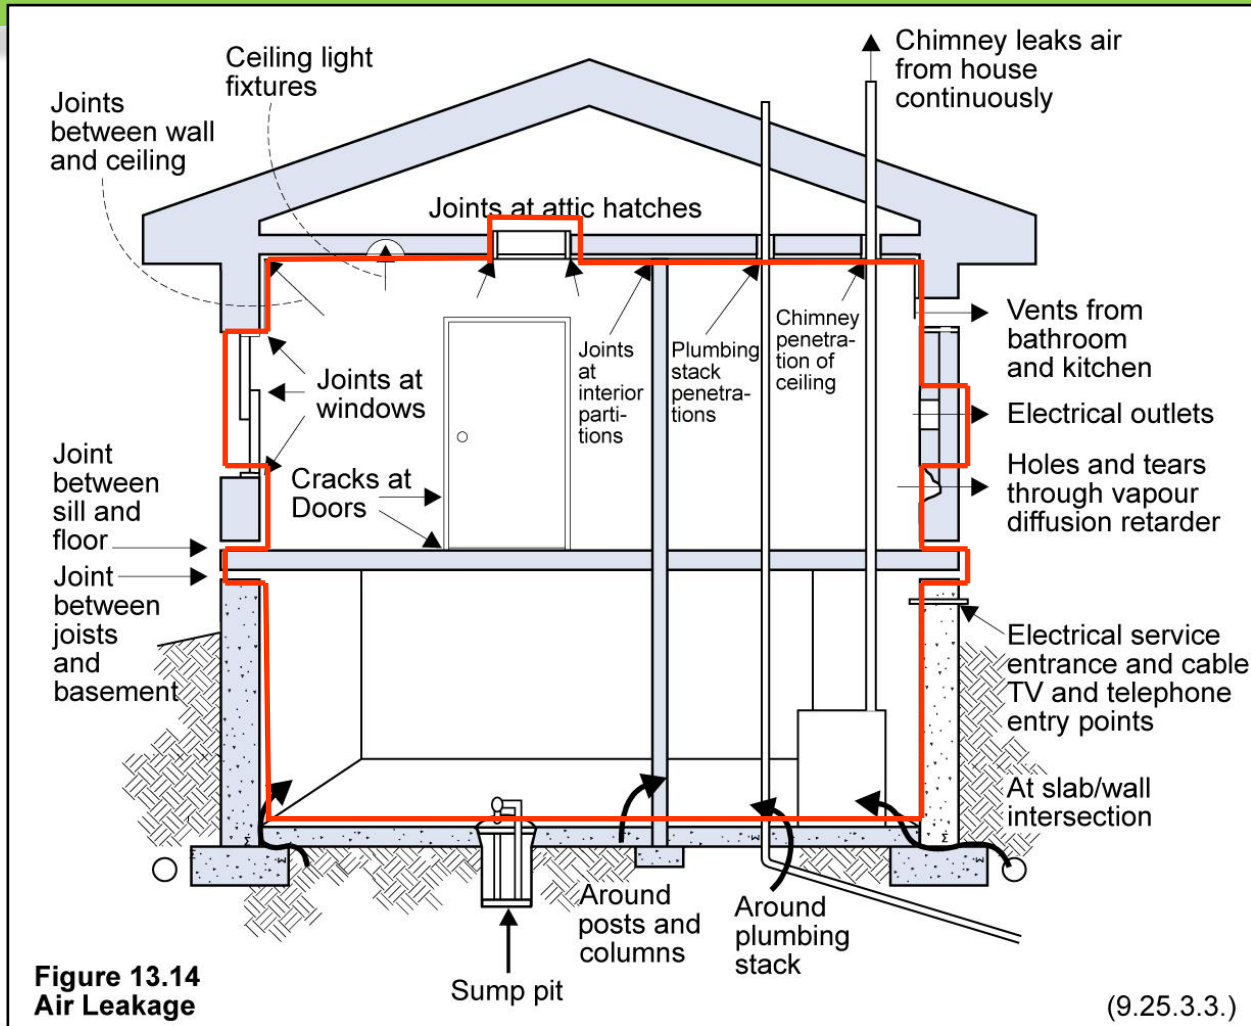 Ceiling light
fixtures
Chimney leaks air
from house
continuously
Joints
between wall
and ceiling
Joints at attic hatches
Vents from
bathroom
and kitchen
Joints
at
interior
parti-
tions
Plumbing
stack
penetra-
tions
Chimney
penetra-
tion of
ceiling
Joints at
windows
Electrical outlets
Joint
between
sill and
floor
Cracks at
Doors
Holes and tears
through vapour
diffusion retarder
Joint
between
joists
and
basement
Electrical service
entrance and cable
TV and telephone
entry points
At slab/wall
intersection
Around
posts and
columns
Around
plumbing
stack
Sump pit
Figure 13.14
Air Leakage
(9.25.3.3.)